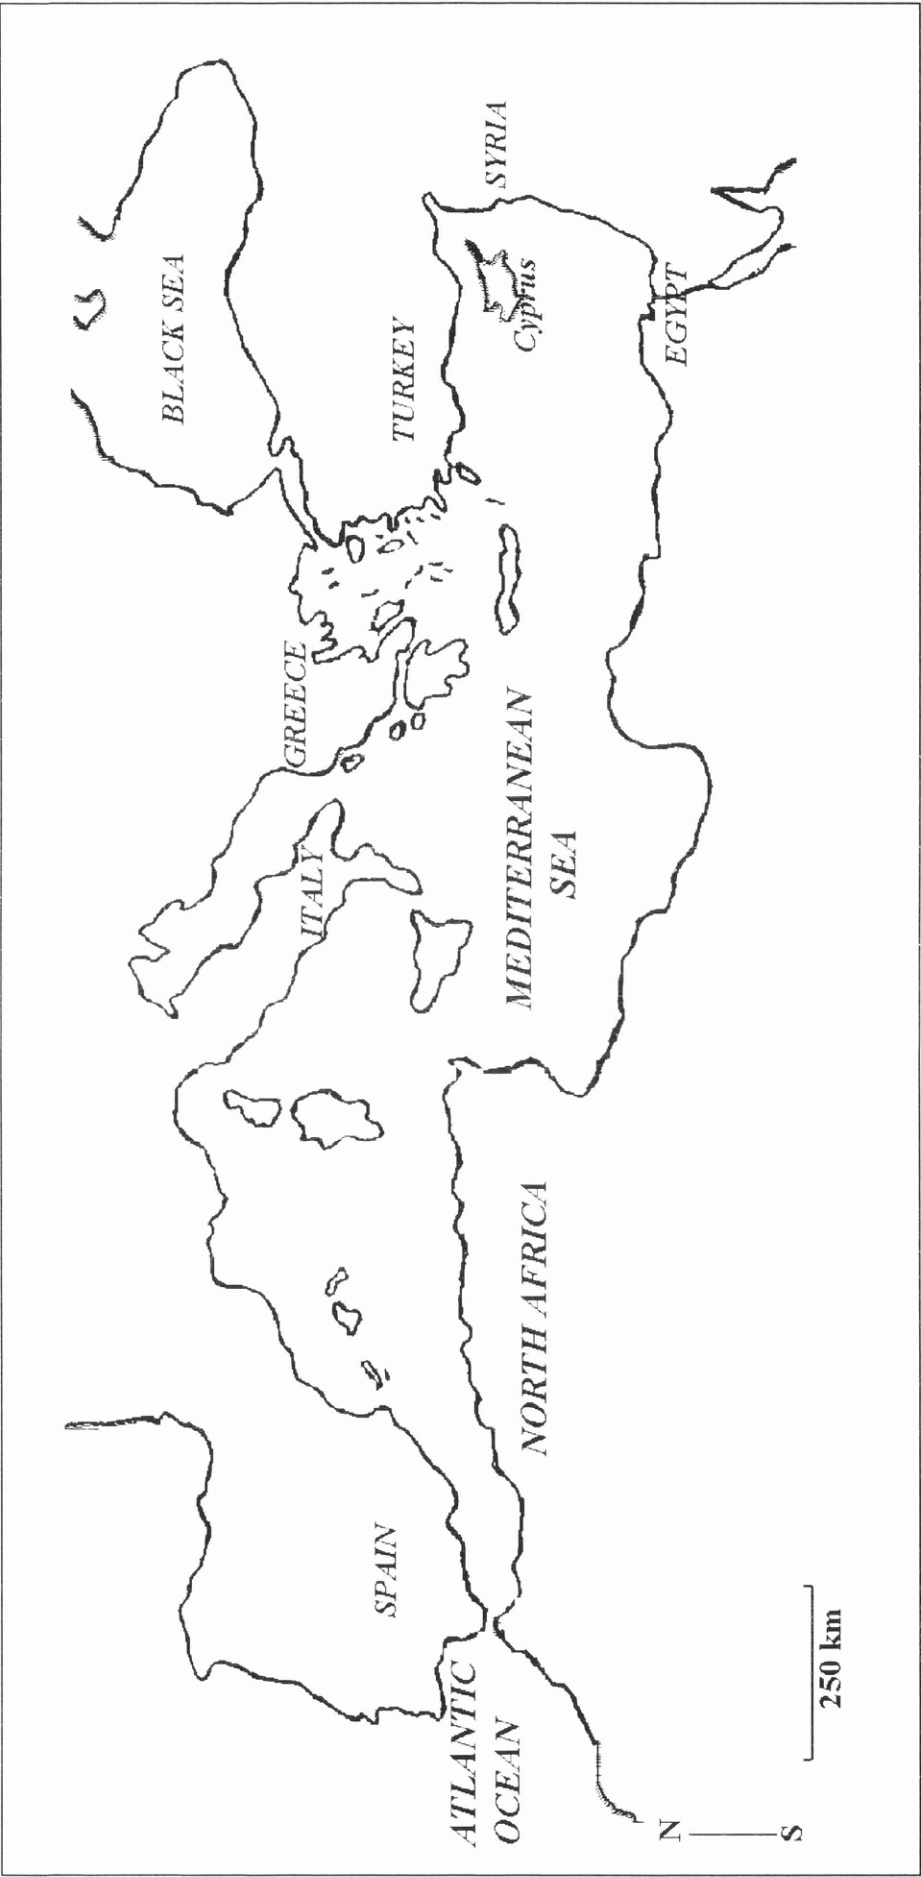 BLACK SEA
TURKEY
SYRIA
Cyprus
EGYPT
GREECE
ITALY
MEDITERRANEAN
SEA
NORTH AFRICA
SPAIN
ATLANTIC
OCEAN
250 km
N
S